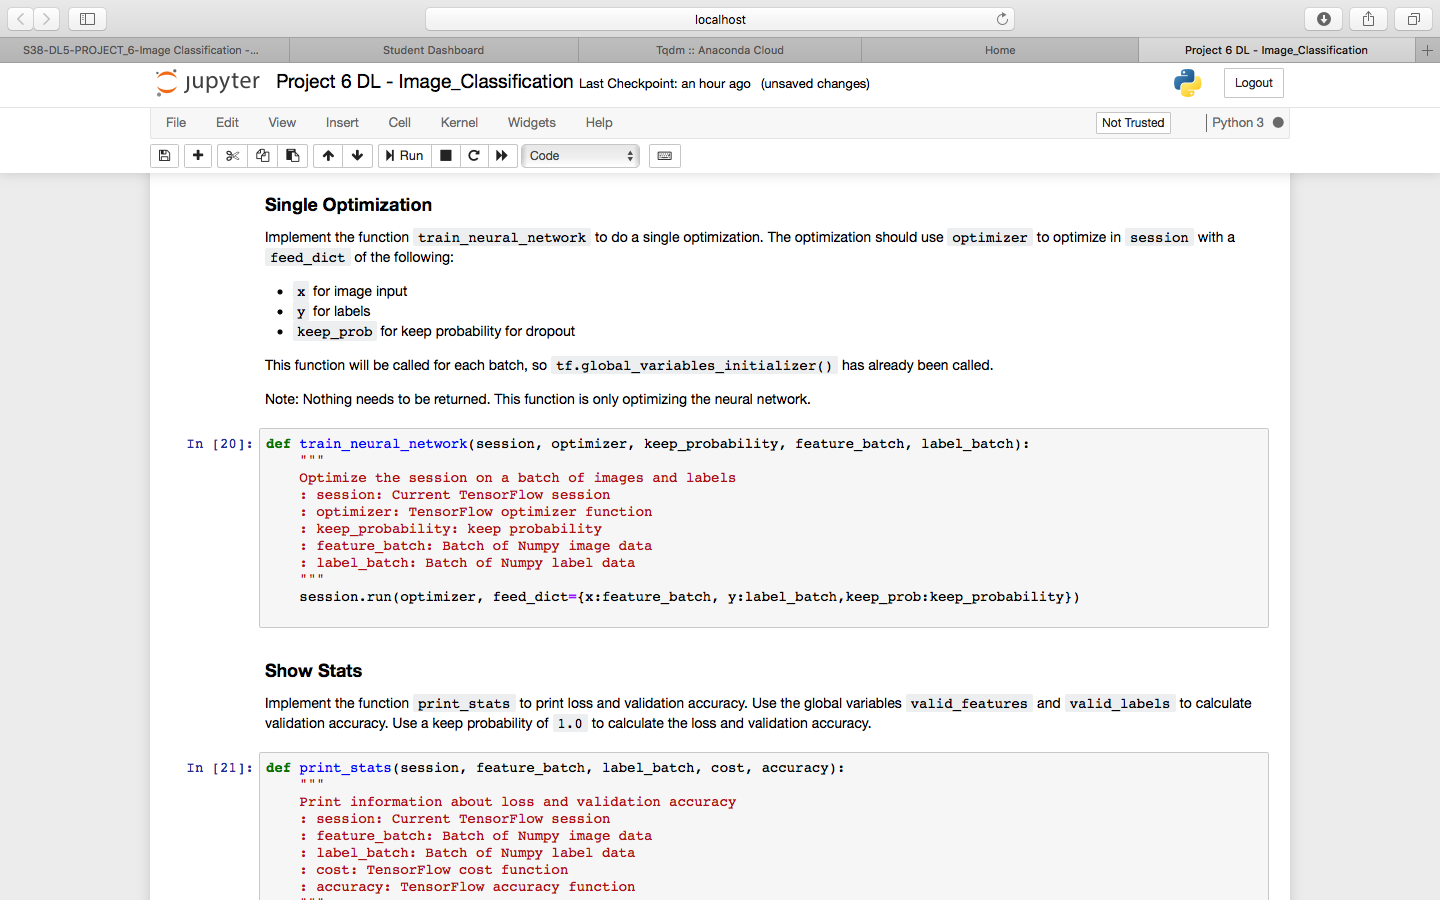 localhost
S38-DL5-PROJECT_6-Image Classification -...
Student Dashboard
Tqdm :: Anaconda Cloud
Home
Project 6 DL - Image_Classification
jupyter Project 6 DL - Image_Classification Last Checkpoint: an hour ago (unsaved changes)
Logout
File Edit View Insert Cell Kernel Widgets Help
Not Trusted
Python 3
Run
Code
Single Optimization
Implement the function train_neural_network to do a single optimization. The optimization should use optimizer to optimize in session with a
feed_dict of the following:
• x for image input
• y for labels
• keep_prob for keep probability for dropout
This function will be called for each batch, so tf.global_variables_initializer() has already been called.
Note: Nothing needs to be returned. This function is only optimizing the neural network.
In [20]: def train_neural_network(session, optimizer, keep_probability, feature_batch, label_batch):
"""
Optimize the session on a batch of images and labels
: session: Current TensorFlow session
: optimizer: TensorFlow optimizer function
: keep_probability: keep probability
: feature_batch: Batch of Numpy image data
: label_batch: Batch of Numpy label data
"""
session.run(optimizer, feed_dict={x:feature_batch, y:label_batch,keep_prob:keep_probability})
Show Stats
Implement the function print_stats to print loss and validation accuracy. Use the global variables valid_features and valid_labels to calculate
validation accuracy. Use a keep probability of 1.0 to calculate the loss and validation accuracy.
In [21]: def print_stats(session, feature_batch, label_batch, cost, accuracy):
"""
Print information about loss and validation accuracy
: session: Current TensorFlow session
: feature_batch: Batch of Numpy image data
: label_batch: Batch of Numpy label data
: cost: TensorFlow cost function
: accuracy: TensorFlow accuracy function
"""